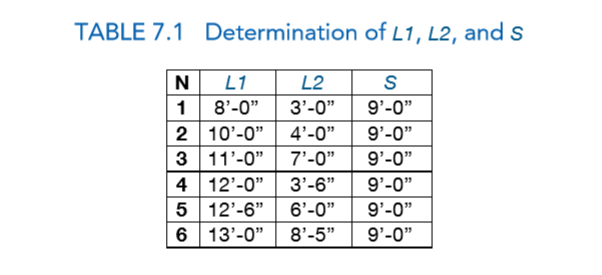 TABLE 7.1 Determination of L1, L2, and S
N L1 L2 S
1 8’-0” 3’-0” 9’-0”
2 10’-0” 4’-0” 9’-0”
3 11’-0” 7’-0” 9’-0”
4 12’-0” 3’-6” 9’-0”
5 12’-6” 6’-0” 9’-0”
6 13’-0” 8’-5” 9’-0”